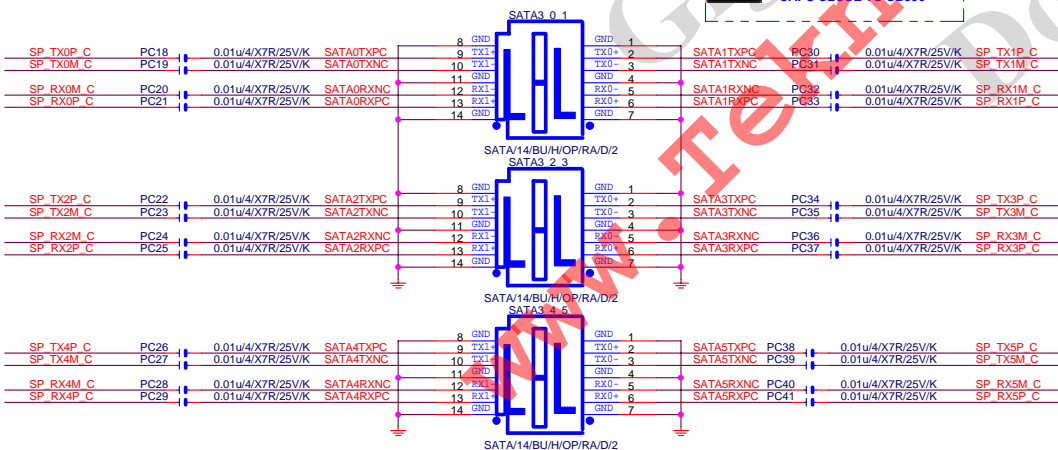 SATA3_0_1
SP_TX0P_C PC18 0.01u/4/X7R/25V/K SATA0TXPC 8 GND GND 1
9 TX1+ TX0+ 2 SATA1TXPC PC30 0.01u/4/X7R/25V/K SP_TX1P_C
SP_TX0M_C PC19 0.01u/4/X7R/25V/K SATA0TXNC 10 TX1- TX0- 3 SATA1TXNC PC31 0.01u/4/X7R/25V/K SP_TX1M_C
11 GND GND 4
SP_RX0M_C PC20 0.01u/4/X7R/25V/K SATA0RXNC 12 RX1- RX0- 5 SATA1RXNC PC32 0.01u/4/X7R/25V/K SP_RX1M_C
SP_RX0P_C PC21 0.01u/4/X7R/25V/K SATA0RXPC 13 RX1+ RX0+ 6 SATA1RXPC PC33 0.01u/4/X7R/25V/K SP_RX1P_C
14 GND GND 7
SATA/14/BU/H/OP/RA/D/2
SATA3_2_3
8 GND GND 1
SP_TX2P_C PC22 0.01u/4/X7R/25V/K SATA2TXPC 9 TX1+ TX0+ 2 SATA3TXPC PC34 0.01u/4/X7R/25V/K SP_TX3P_C
SP_TX2M_C PC23 0.01u/4/X7R/25V/K SATA2TXNC 10 TX1- TX0- 3 SATA3TXNC PC35 0.01u/4/X7R/25V/K SP_TX3M_C
11 GND GND 4
SP_RX2M_C PC24 0.01u/4/X7R/25V/K SATA2RXNC 12 RX1- RX0- 5 SATA3RXNC PC36 0.01u/4/X7R/25V/K SP_RX3M_C
SP_RX2P_C PC25 0.01u/4/X7R/25V/K SATA2RXPC 13 RX1+ RX0+ 6 SATA3RXPC PC37 0.01u/4/X7R/25V/K SP_RX3P_C
14 GND GND 7
SATA/14/BU/H/OP/RA/D/2
SATA3_4_5
8 GND GND 1
SP_TX4P_C PC26 0.01u/4/X7R/25V/K SATA4TXPC 9 TX1+ TX0+ 2 SATA5TXPC PC38 0.01u/4/X7R/25V/K SP_TX5P_C
SP_TX4M_C PC27 0.01u/4/X7R/25V/K SATA4TXNC 10 TX1- TX0- 3 SATA5TXNC PC39 0.01u/4/X7R/25V/K SP_TX5M_C
11 GND GND 4
SP_RX4M_C PC28 0.01u/4/X7R/25V/K SATA4RXNC 12 RX1- RX0- 5 SATA5RXNC PC40 0.01u/4/X7R/25V/K SP_RX5M_C
SP_RX4P_C PC29 0.01u/4/X7R/25V/K SATA4RXPC 13 RX1+ RX0+ 6 SATA5RXPC PC41 0.01u/4/X7R/25V/K SP_RX5P_C
14 GND GND 7
SATA/14/BU/H/OP/RA/D/2